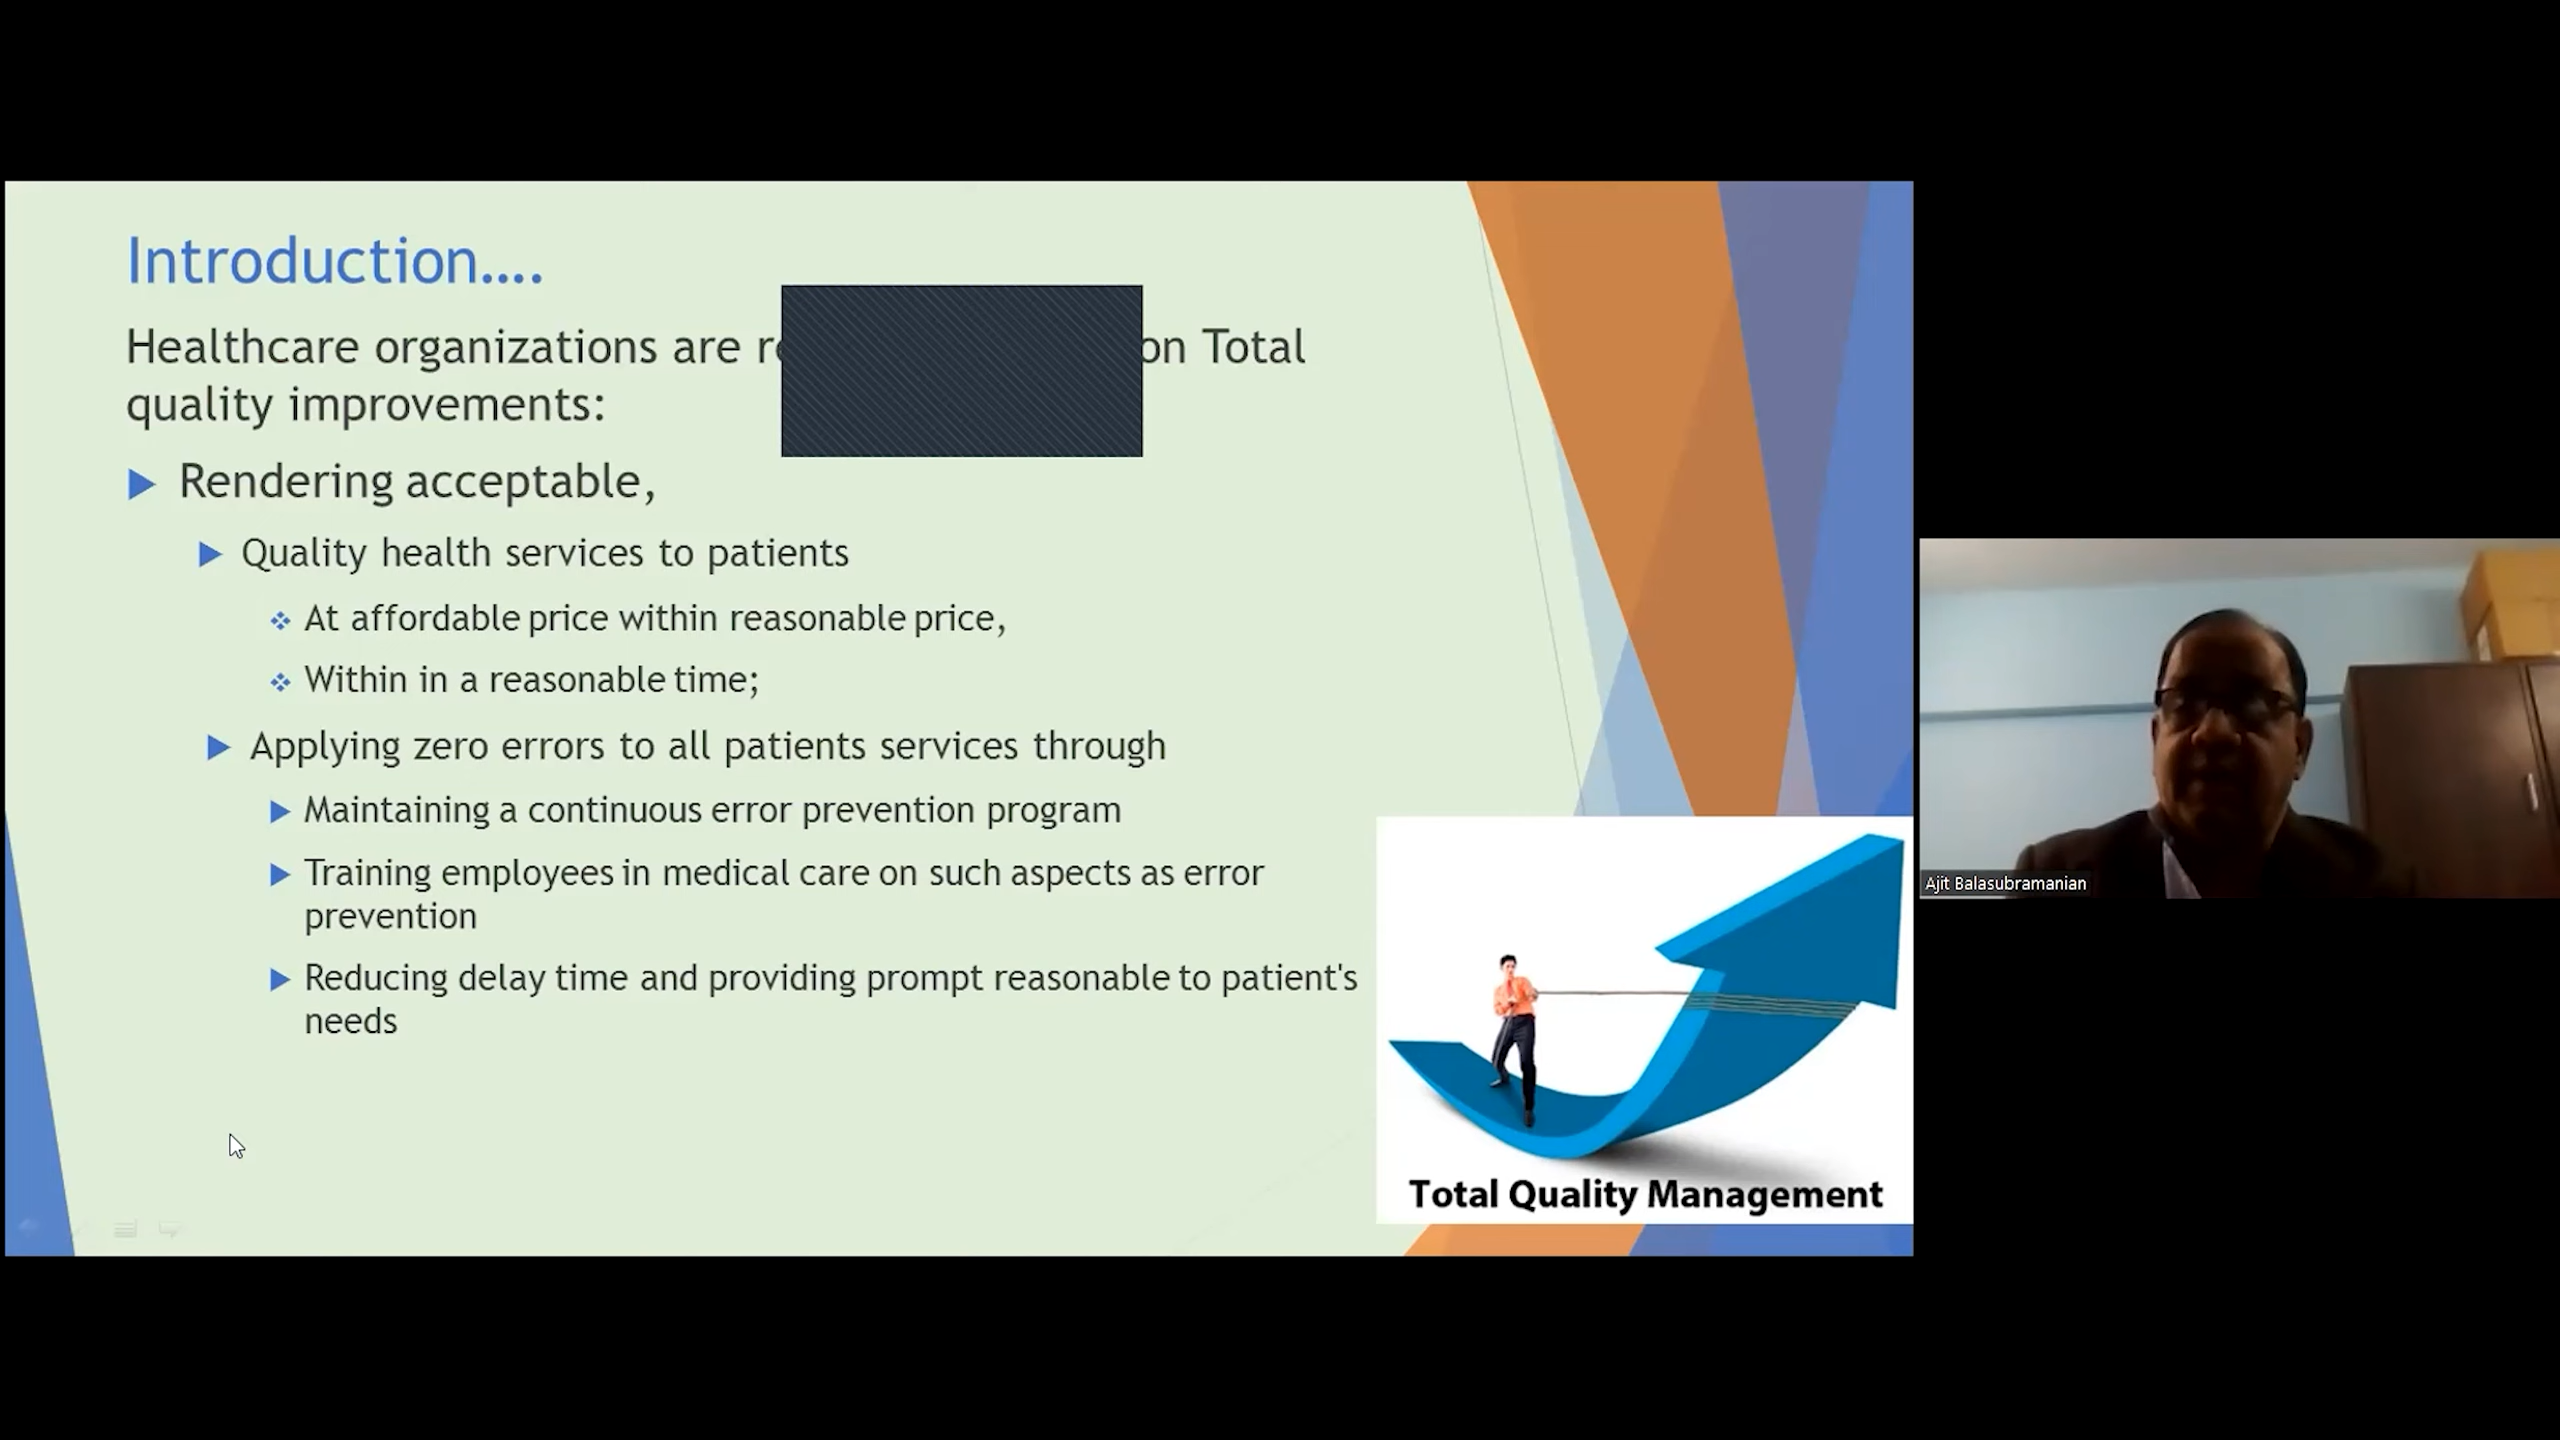 Introduction....
Healthcare organizations are on Total
quality improvements:
Rendering acceptable,
Quality health services to patients
At affordable price within reasonable price,
Within in a reasonable time;
Applying zero errors to all patients services through
Maintaining a continuous error prevention program
Training employees in medical care on such aspects as error
prevention
Reducing delay time and providing prompt reasonable to patient's
needs
Total Quality Management
Ajit Balasubramanian